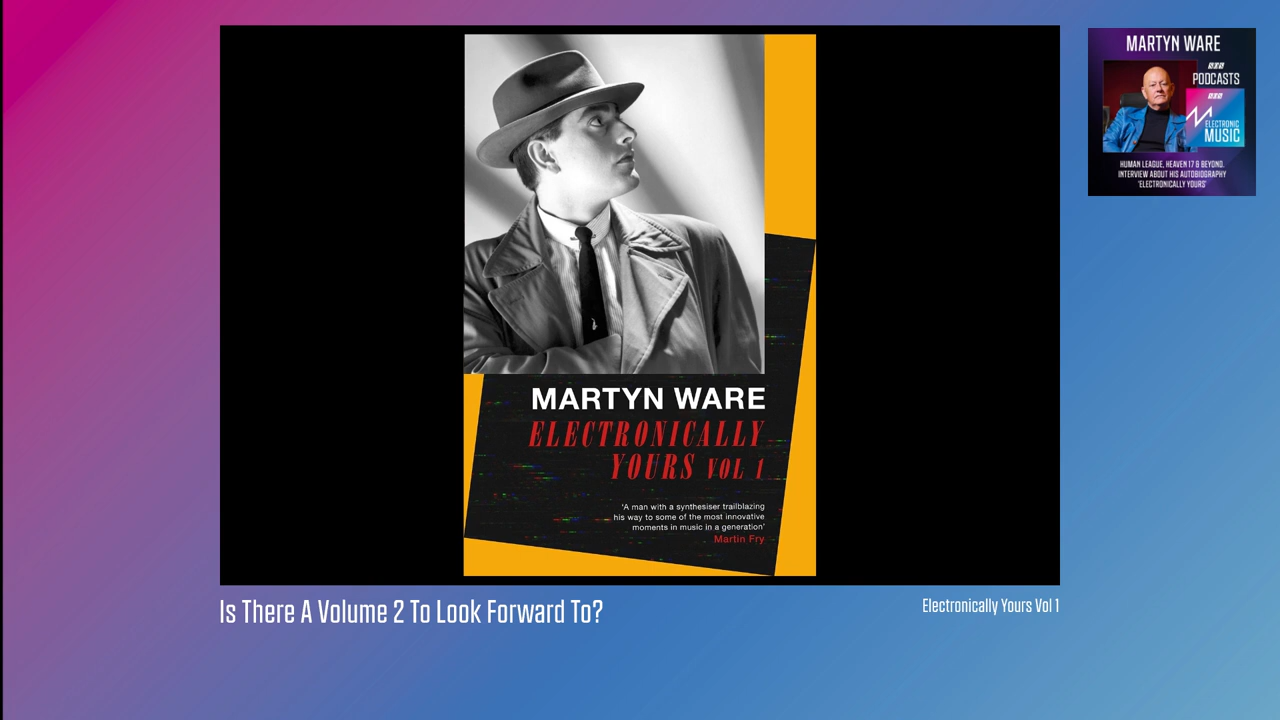 MARTYN WARE
ELECTRONICALLY
YOURS VOL 1
'A man with a synthesiser trailblazing
his way to some of the most innovative
moments in music in a generation'
Martin Fry
Is There A Volume 2 To Look Forward To?
Electronically Yours Vol 1
MARTYN WARE
PODCASTS
ELECTRONIC
MUSIC
HUMAN LEAGUE, HEAVEN 17 & BEYOND.
INTERVIEW ABOUT HIS AUTOBIOGRAPHY
'ELECTRONICALLY YOURS'